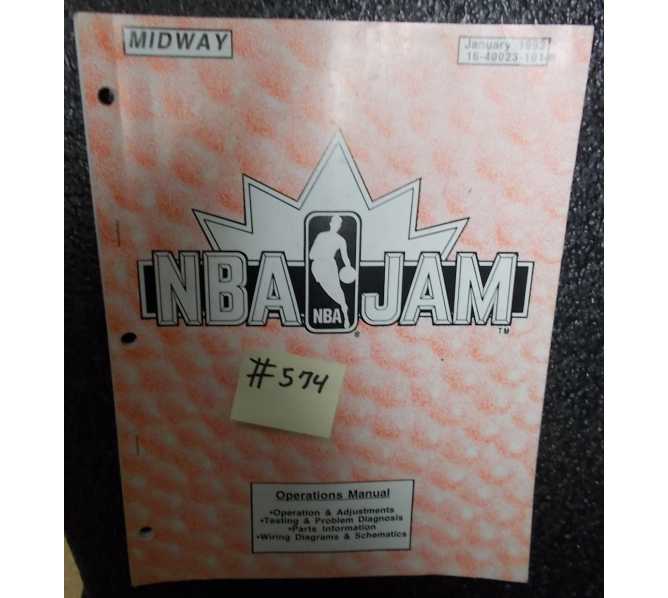 MIDWAY
January 1993
16-40023-101
NBA JAM
NBA
®
TM
#574
Operations Manual
•Operation & Adjustments
•Testing & Problem Diagnosis
•Parts Information
•Wiring Diagrams & Schematics